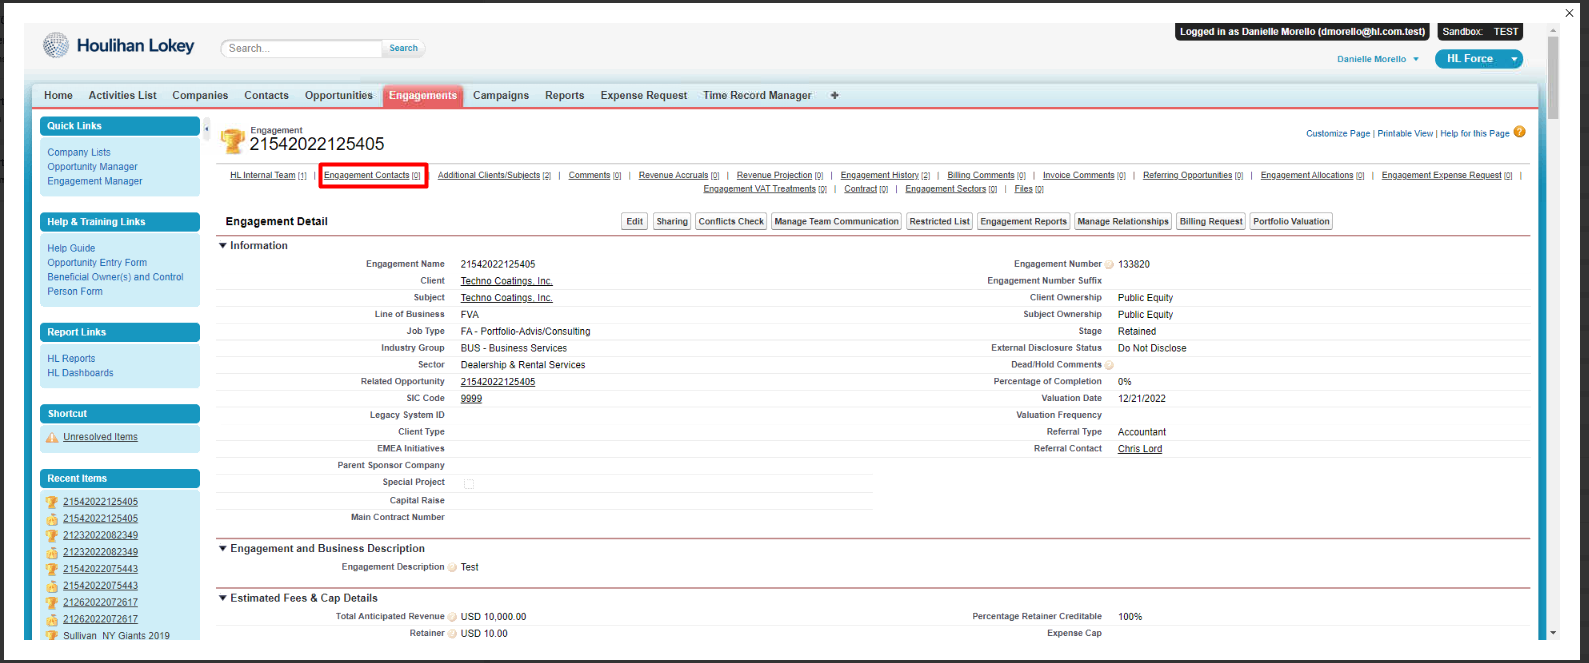 Logged in as Danielle Morello (dmorello@hl.com.test) Sandbox: TEST
Houlihan Lokey
Search... Search
Danielle Morello HL Force
Home Activities List Companies Contacts Opportunities Engagements Campaigns Reports Expense Request Time Record Manager +
Quick Links
Company Lists
Opportunity Manager
Engagement Manager
Help & Training Links
Help Guide
Opportunity Entry Form
Beneficial Owner(s) and Control
Person Form
Report Links
HL Reports
HL Dashboards
Shortcut
Unresolved Items
Recent Items
21542022125405
21542022125405
21232022082349
21232022082349
21542022075443
21542022075443
21262022072617
21262022072617
Sullivan_NY Giants 2019
Engagement
21542022125405
Customize Page | Printable View | Help for this Page
HL Internal Team [1] | Engagement Contacts [0] | Additional Clients/Subjects [2] | Comments [0] | Revenue Accruals [0] | Revenue Projection [0] | Engagement History [2] | Billing Comments [0] | Invoice Comments [0] | Referring Opportunities [0] | Engagement Allocations [0] | Engagement Expense Request [0] |
Engagement VAT Treatments [0] | Contract [0] | Engagement Sectors [0] | Files [0]
Engagement Detail Edit Sharing Conflicts Check Manage Team Communication Restricted List Engagement Reports Manage Relationships Billing Request Portfolio Valuation
Information
Engagement Name 21542022125405 Engagement Number 133820
Client Techno Coatings, Inc. Engagement Number Suffix
Subject Techno Coatings, Inc. Client Ownership Public Equity
Line of Business FVA Subject Ownership Public Equity
Job Type FA - Portfolio-Advis/Consulting Stage Retained
Industry Group BUS - Business Services External Disclosure Status Do Not Disclose
Sector Dealership & Rental Services Dead/Hold Comments
Related Opportunity 21542022125405 Percentage of Completion 0%
SIC Code 9999 Valuation Date 12/21/2022
Legacy System ID Valuation Frequency
Client Type Referral Type Accountant
EMEA Initiatives Referral Contact Chris Lord
Parent Sponsor Company
Special Project
Capital Raise
Main Contract Number
Engagement and Business Description
Engagement Description Test
Estimated Fees & Cap Details
Total Anticipated Revenue USD 10,000.00 Percentage Retainer Creditable 100%
Retainer USD 10.00 Expense Cap